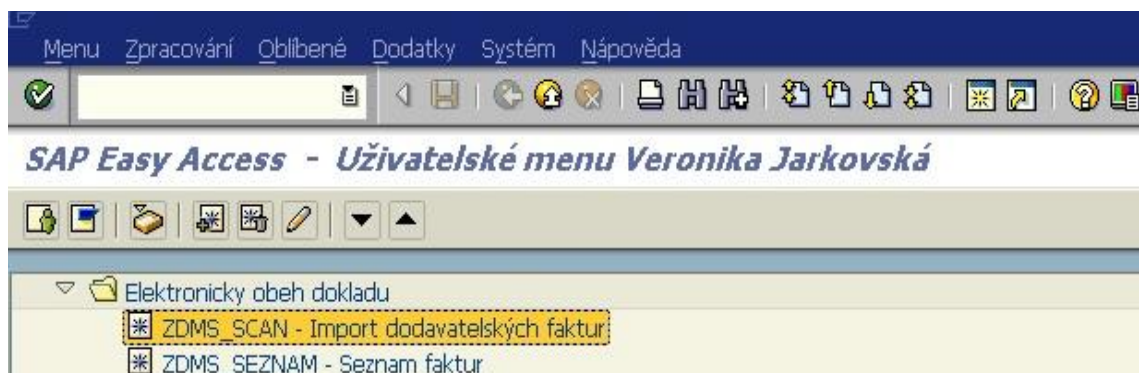 Menu Zpracování Oblíbené Dodatky Systém Nápověda
SAP Easy Access - Uživatelské menu Veronika Jarkovská
Elektronicky obeh dokladu
ZDMS_SCAN - Import dodavatelských faktur
ZDMS_SEZNAM - Seznam faktur